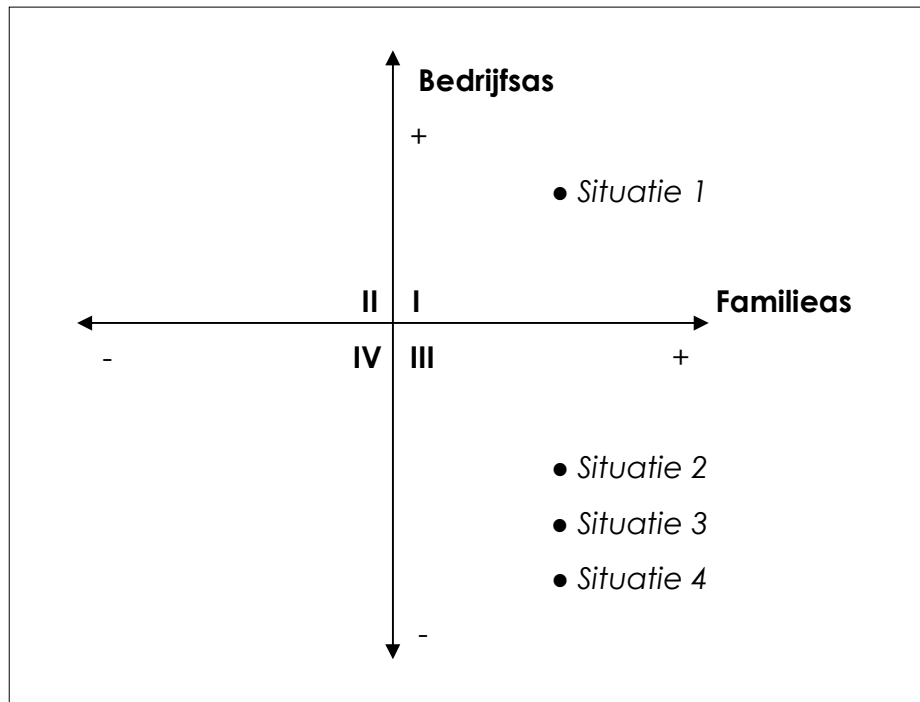 Bedrijfsas
+
● Situatie 1
II I Familieas
- IV III +
● Situatie 2
● Situatie 3
● Situatie 4
-